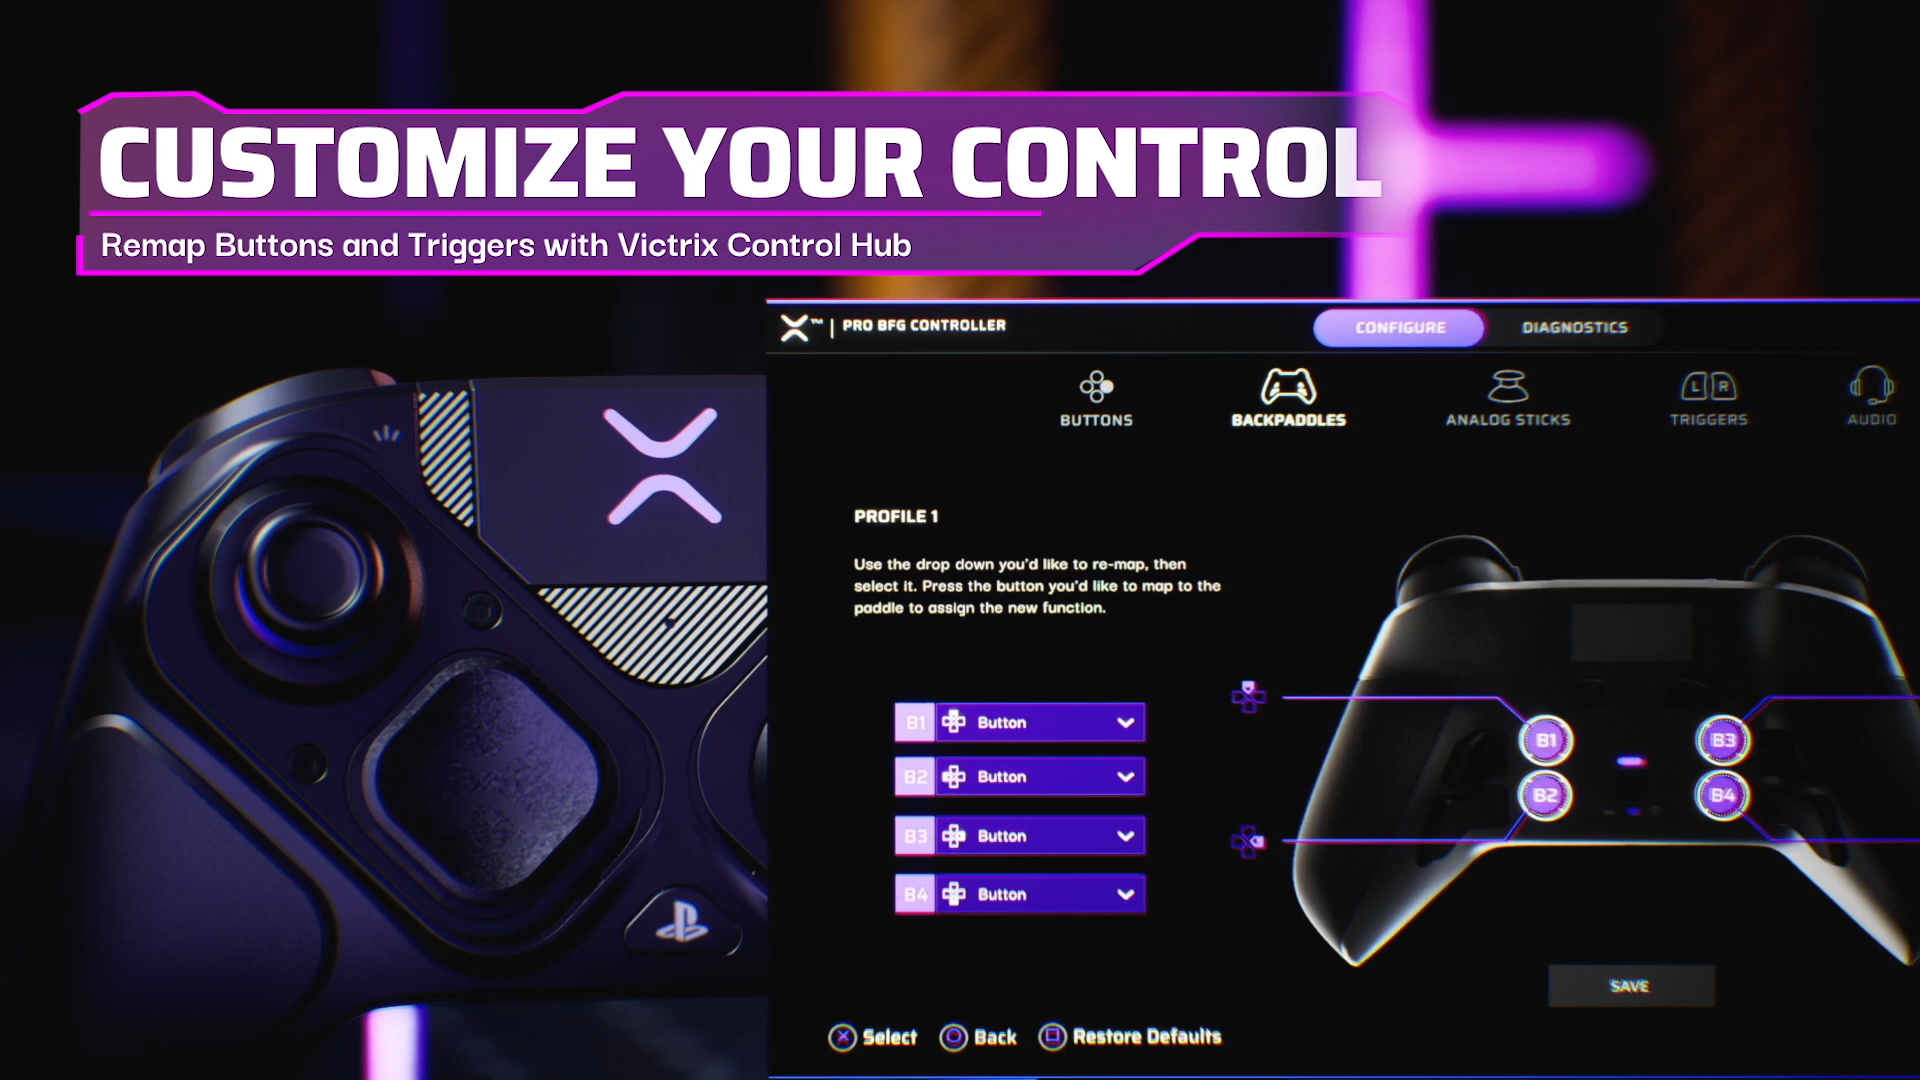 CUSTOMIZE YOUR CONTROL
Remap Buttons and Triggers with Victrix Control Hub
™ | PRO BFG CONTROLLER
CONFIGURE
DIAGNOSTICS
BUTTONS
BACKPADDLES
ANALOG STICKS
L R
TRIGGERS
AUDIO
PROFILE 1
Use the drop down you'd like to re-map, then
select it. Press the button you'd like to map to the
paddle to assign the new function.
B1 Button
B2 Button
B3 Button
B4 Button
B1
B3
B2
B4
SAVE
Select
Back
Restore Defaults